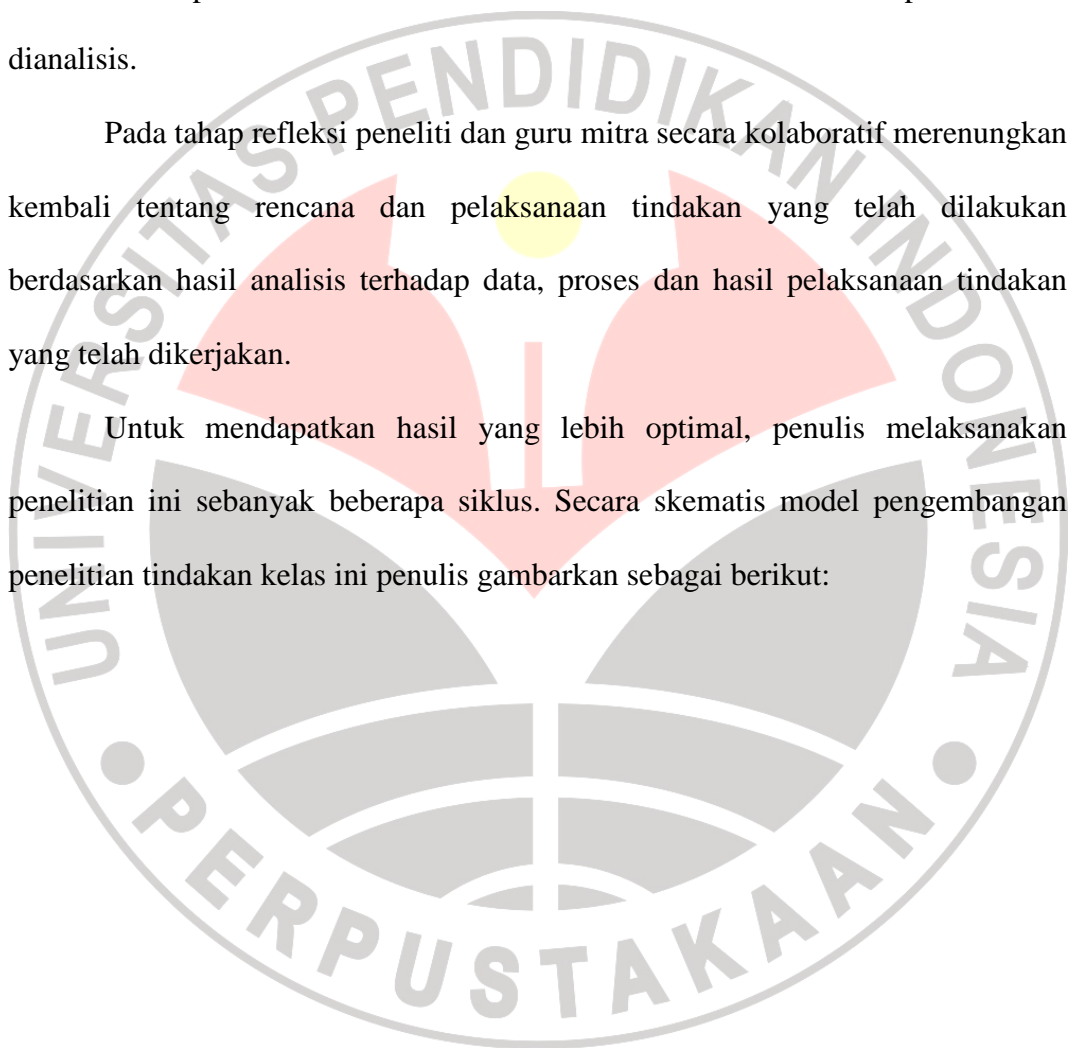 dianalisis.
Pada tahap refleksi peneliti dan guru mitra secara kolaboratif merenungkan
kembali tentang rencana dan pelaksanaan tindakan yang telah dilakukan
berdasarkan hasil analisis terhadap data, proses dan hasil pelaksanaan tindakan
yang telah dikerjakan.
Untuk mendapatkan hasil yang lebih optimal, penulis melaksanakan
penelitian ini sebanyak beberapa siklus. Secara skematis model pengembangan
penelitian tindakan kelas ini penulis gambarkan sebagai berikut:
UNIVERSITAS PENDIDIKAN INDONESIA
PERPUSTAKAAN